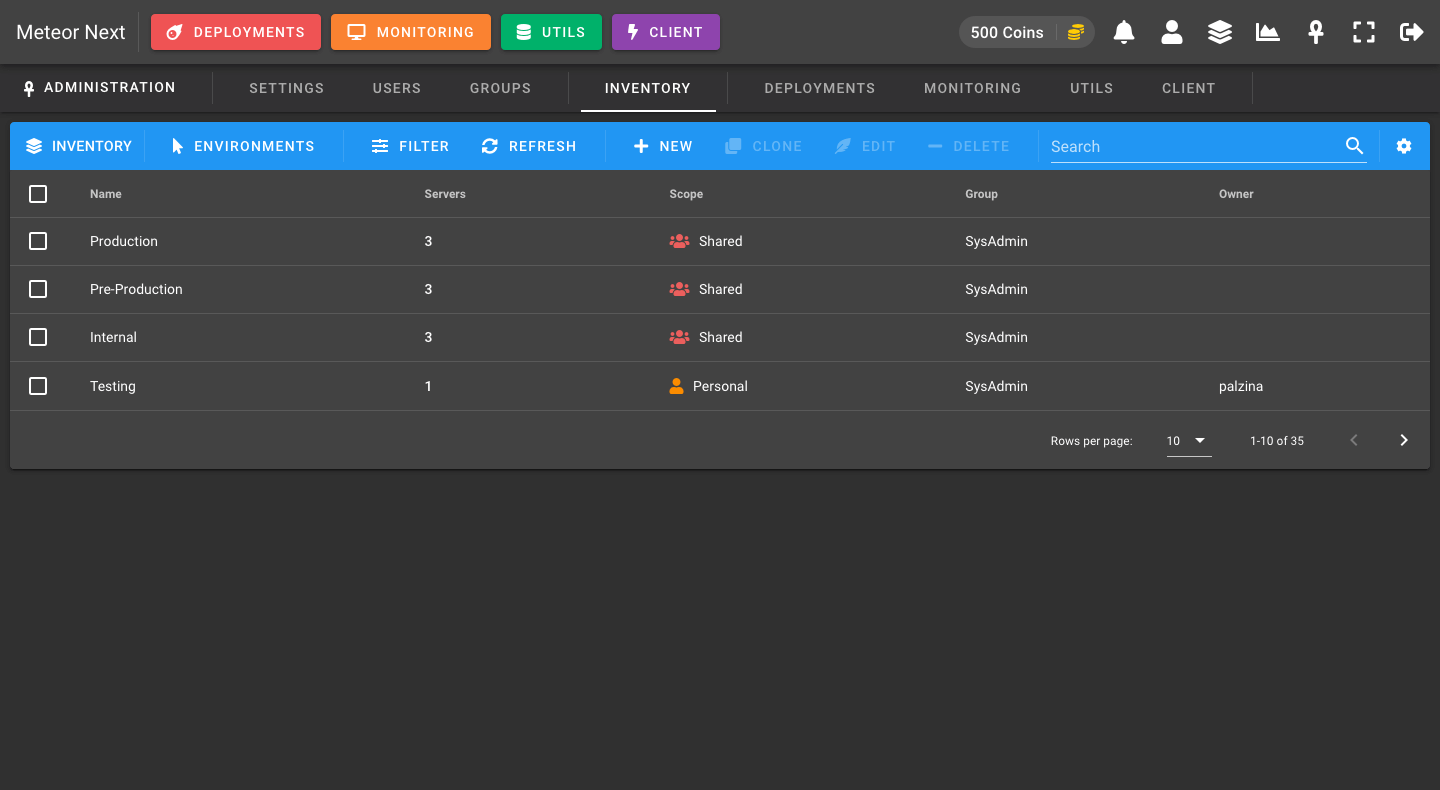 Meteor Next DEPLOYMENTS MONITORING UTILS CLIENT 500 Coins
ADMINISTRATION SETTINGS USERS GROUPS INVENTORY DEPLOYMENTS MONITORING UTILS CLIENT
INVENTORY ENVIRONMENTS FILTER REFRESH NEW CLONE EDIT DELETE Search
Name Servers Scope Group Owner
Production 3 Shared SysAdmin
Pre-Production 3 Shared SysAdmin
Internal 3 Shared SysAdmin
Testing 1 Personal SysAdmin palzina
Rows per page: 10 1-10 of 35